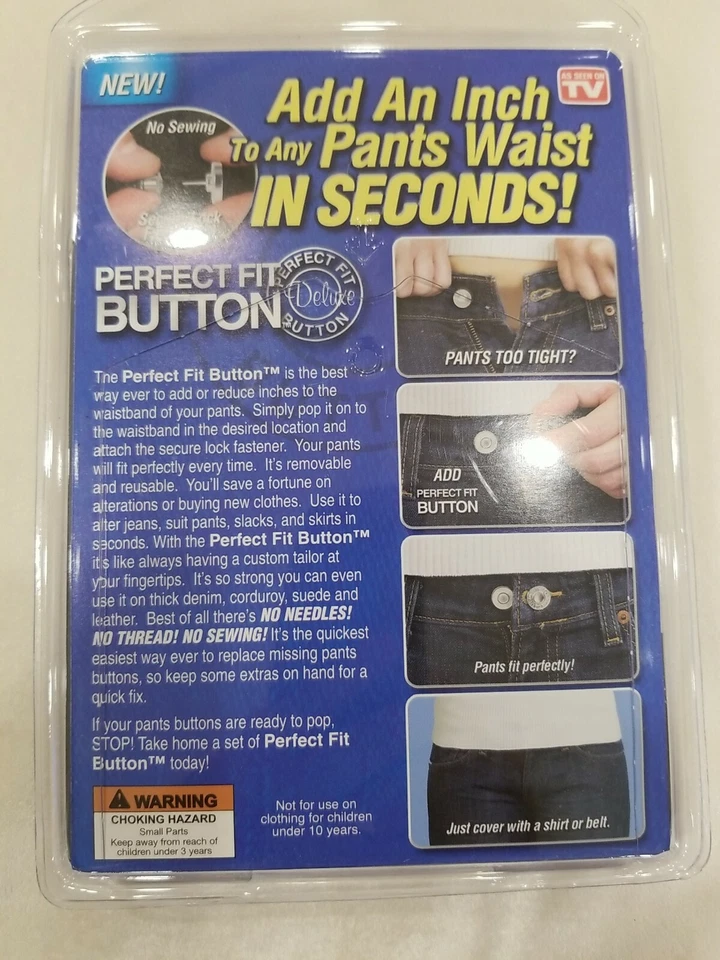 NEW!
AS SEEN ON
TV
Add An Inch
To Any Pants Waist
IN SECONDS!
No Sewing
PERFECT FIT
BUTTON
PERFECT FIT
Deluxe
BUTTON
The Perfect Fit Button™ is the best
way ever to add or reduce inches to the
waistband of your pants. Simply pop it on to
the waistband in the desired location and
attach the secure lock fastener. Your pants
will fit perfectly every time. It's removable
and reusable. You'll save a fortune on
alterations or buying new clothes. Use it to
alter jeans, suit pants, slacks, and skirts in
seconds. With the Perfect Fit Button™
it's like always having a custom tailor at
your fingertips. It's so strong you can even
use it on thick denim, corduroy, suede and
leather. Best of all there's NO NEEDLES!
NO THREAD! NO SEWING! It's the quickest
easiest way ever to replace missing pants
buttons, so keep some extras on hand for a
quick fix.
If your pants buttons are ready to pop,
STOP! Take home a set of Perfect Fit
Button™ today!
WARNING
CHOKING HAZARD
Small Parts
Keep away from reach of
children under 3 years
Not for use on
clothing for children
under 10 years.
PANTS TOO TIGHT?
ADD
PERFECT FIT
BUTTON
Pants fit perfectly!
Just cover with a shirt or belt.